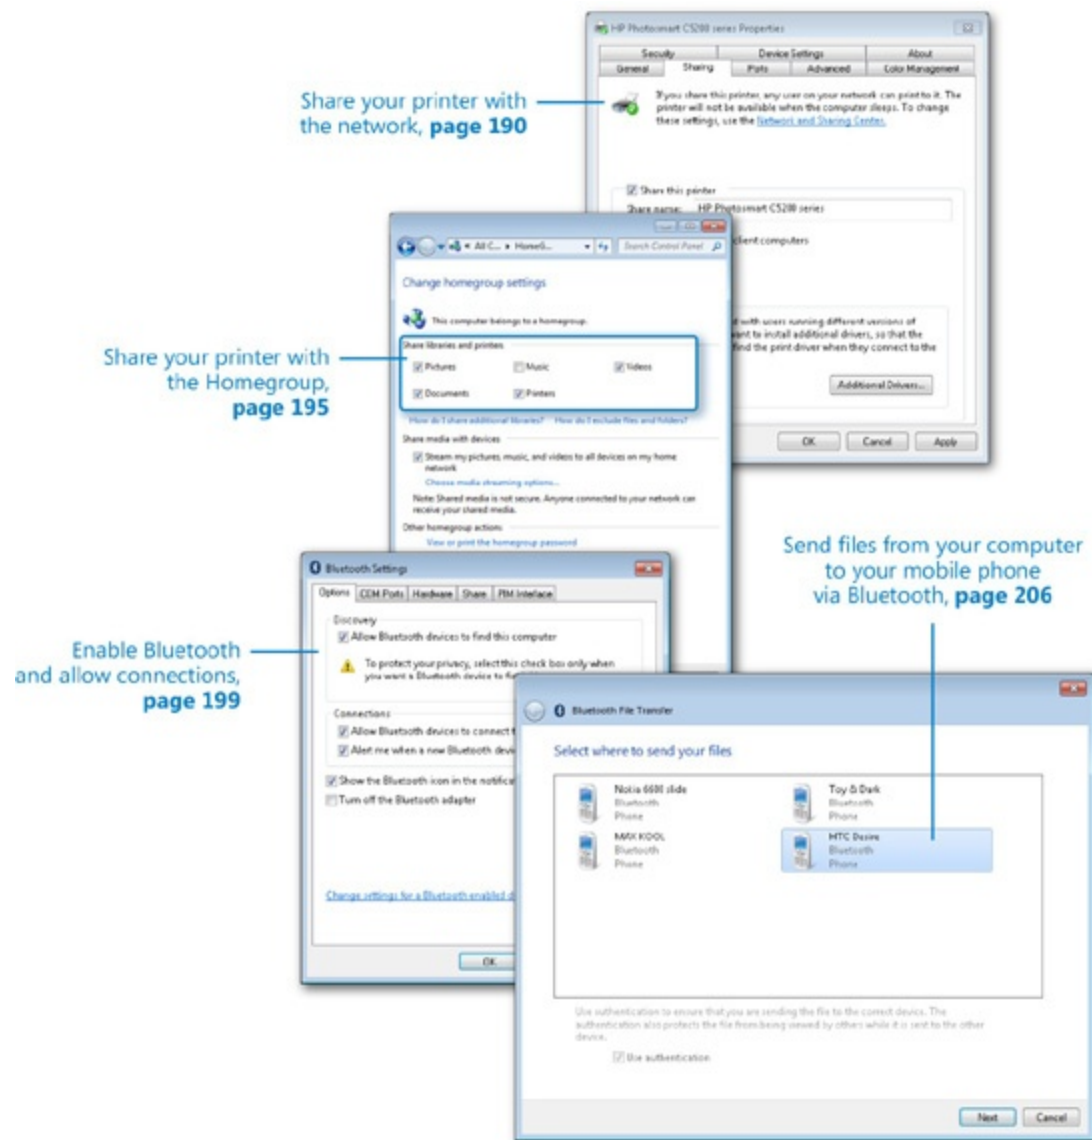 HP Photosmart C5200 series Properties
Security Device Settings About
General Sharing Ports Advanced Color Management
If you share this printer, any user on your network can print to it. The
printer will not be available when the computer sleeps. To change
these settings, use the Network and Sharing Center.
Share this printer
Share name: HP Photosmart C5200 series
client computers
with users running different versions of
want to install additional drivers, so that the
find the print driver when they connect to the
Additional Drivers...
OK Cancel Apply
Share your printer with
the network, page 190
All C... HomeG... Search Control Panel
Change homegroup settings
This computer belongs to a homegroup.
Share libraries and printers
Pictures Music Videos
Documents Printers
How do I share additional libraries? How do I exclude files and folders?
Share media with devices
Stream my pictures, music, and videos to all devices on my home
network
Choose media streaming options...
Note: Shared media is not secure. Anyone connected to your network can
receive your shared media.
Other homegroup actions
View or print the homegroup password
Share your printer with
the Homegroup,
page 195
Bluetooth Settings
Options COM Ports Hardware Share PIM Interface
Discovery
Allow Bluetooth devices to find this computer
To protect your privacy, select this check box only when
you want a Bluetooth device to
Connections
Allow Bluetooth devices to connect
Alert me when a new Bluetooth
Show the Bluetooth icon in the
Turn off the Bluetooth adapter
Change settings for a Bluetooth enabled
OK
Enable Bluetooth
and allow connections,
page 199
Send files from your computer
to your mobile phone
via Bluetooth, page 206
Bluetooth File Transfer
Select where to send your files
Nokia 6600 slide
Bluetooth
Phone
Toy & Dark
Bluetooth
Phone
MAX KOOL
Bluetooth
Phone
HTC Desire
Bluetooth
Phone
Use authentication to ensure that you are sending the file to the correct device. The
authentication also protects the file from being viewed by others while it is sent to the other
device.
Use authentication
Next Cancel